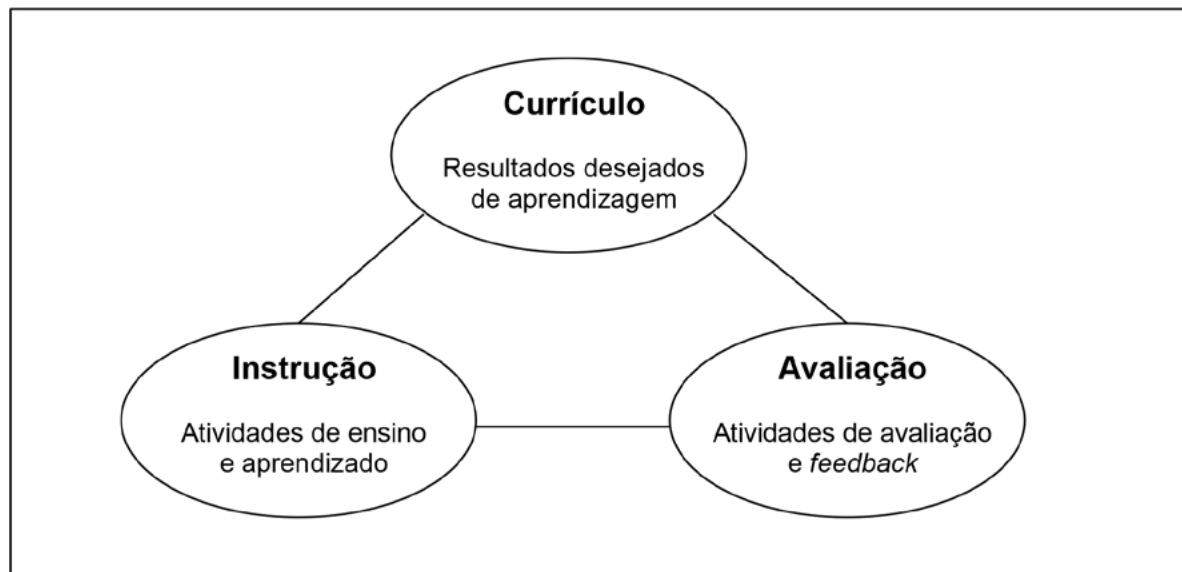 Currículo
Resultados desejados
de aprendizagem
Instrução
Atividades de ensino
e aprendizado
Avaliação
Atividades de avaliação
e feedback